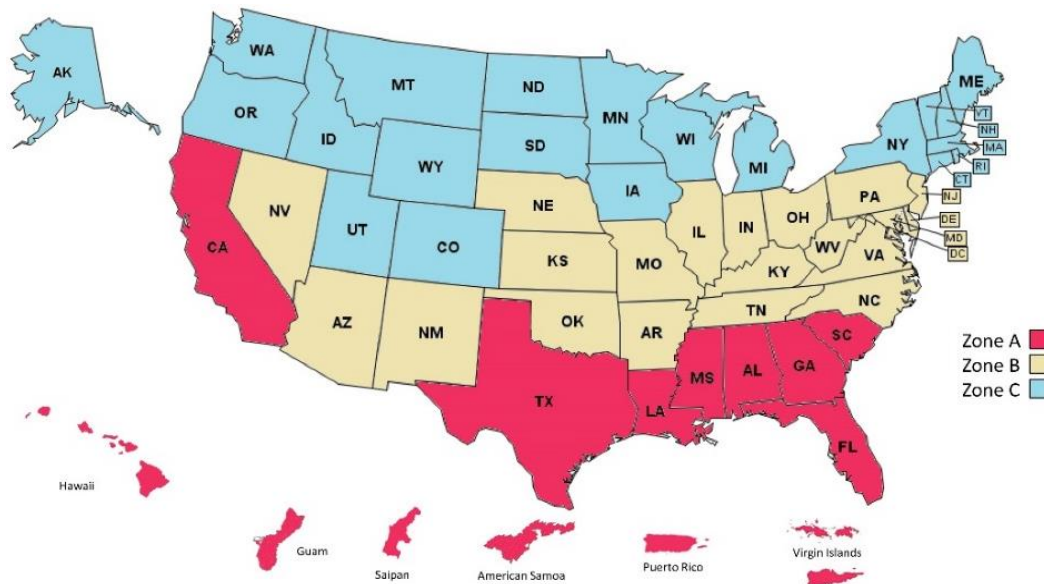 WA
AK
MT
ND
ME
OR
MN
VT
ID
NH
SD
WI
NY
MA
WY
MI
RI
CT
IA
NE
PA
NJ
NV
OH
UT
IL
IN
DE
CO
WV
MD
CA
VA
DC
KS
MO
KY
NC
TN
AZ
NM
OK
AR
SC
Zone A
MS
AL
GA
Zone B
TX
LA
Zone C
FL
Hawaii
Guam
Saipan
American Samoa
Puerto Rico
Virgin Islands